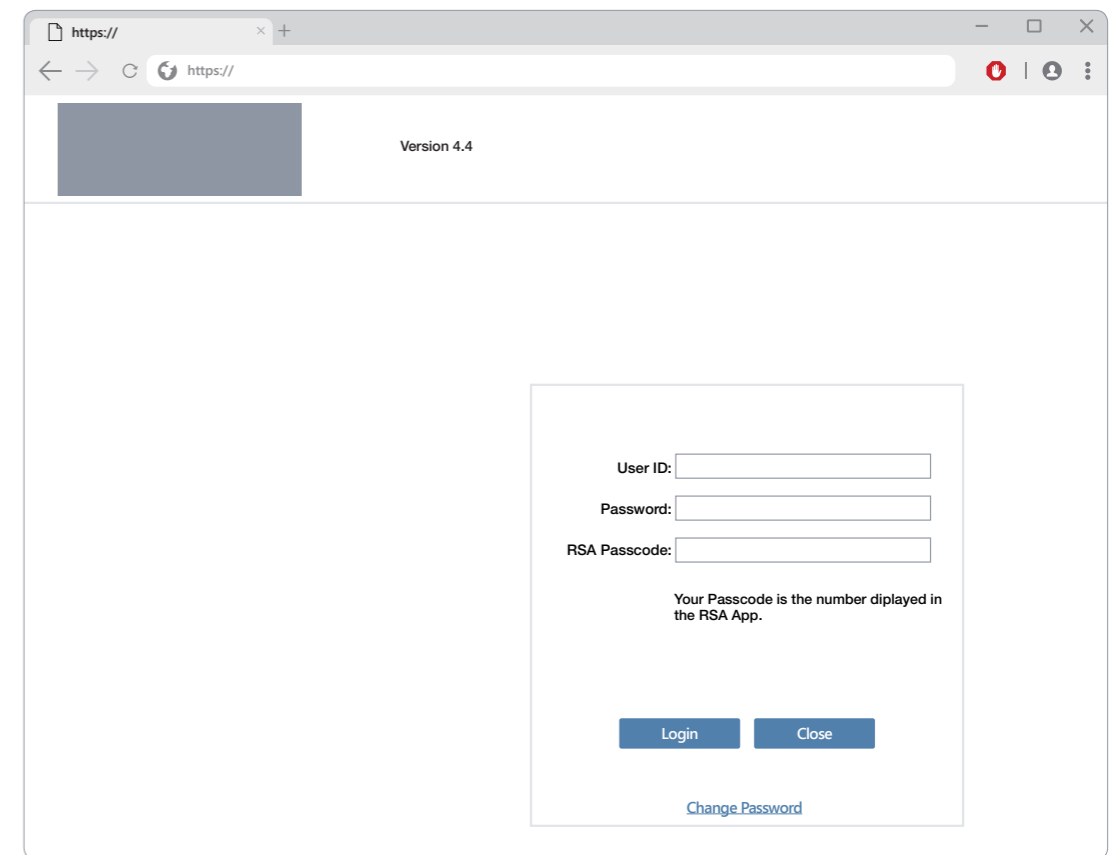 https://
https://
Version 4.4
User ID:
Password:
RSA Passcode:
Your Passcode is the number diplayed in
the RSA App.
Login
Close
Change Password